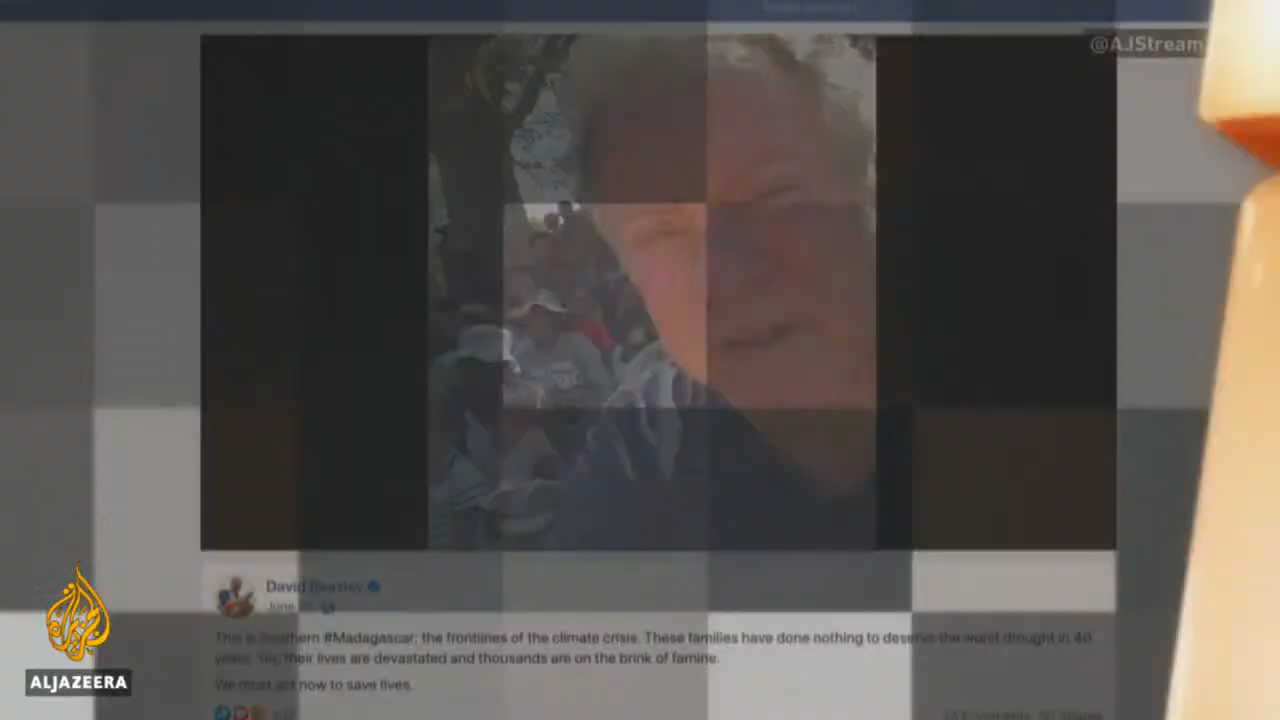 @AJStream
David Beasley
June
This is southern #Madagascar; the frontlines of the climate crisis. These families have done nothing to deserve the worst drought in 40
years. Yet, their lives are devastated and thousands are on the brink of famine.
We must act now to save lives.
ALJAZEERA